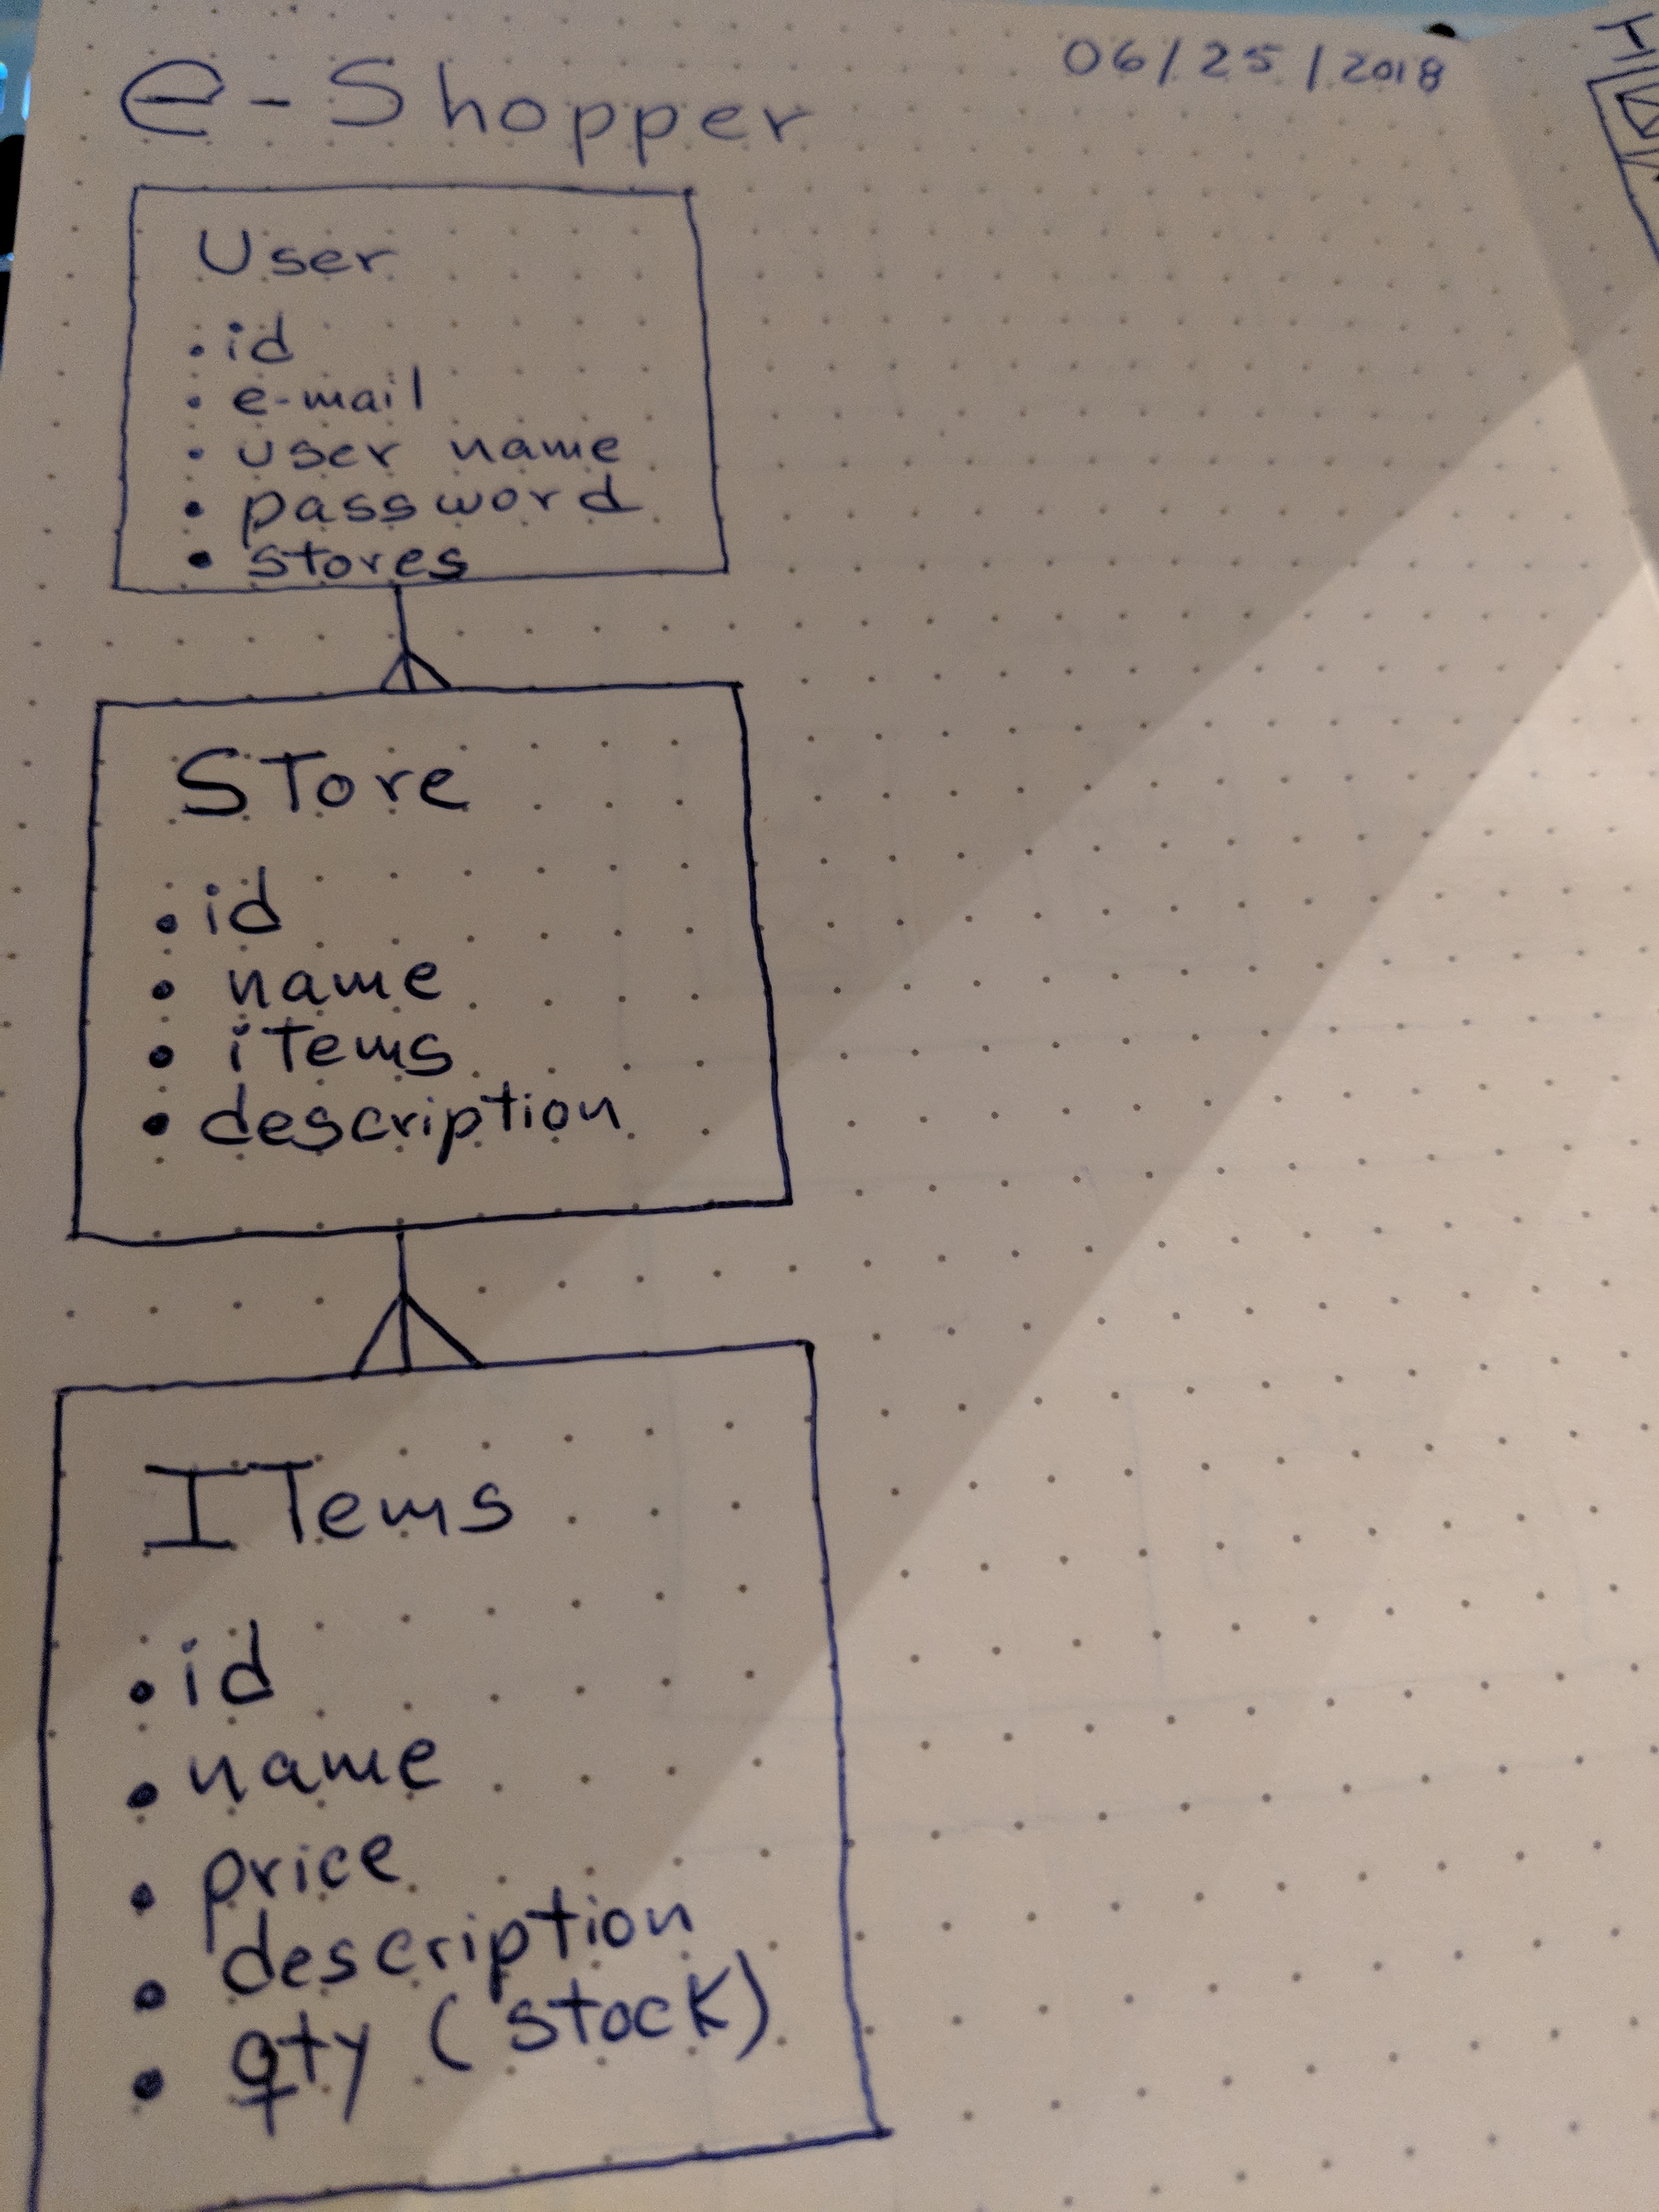 e-Shopper
06/25/2018
User
• id
• e-mail
• user name
• password
• stores
STore
• id
• name
• iTems
• description
ITems
• id
• name
• price
• description
• qty (stock)